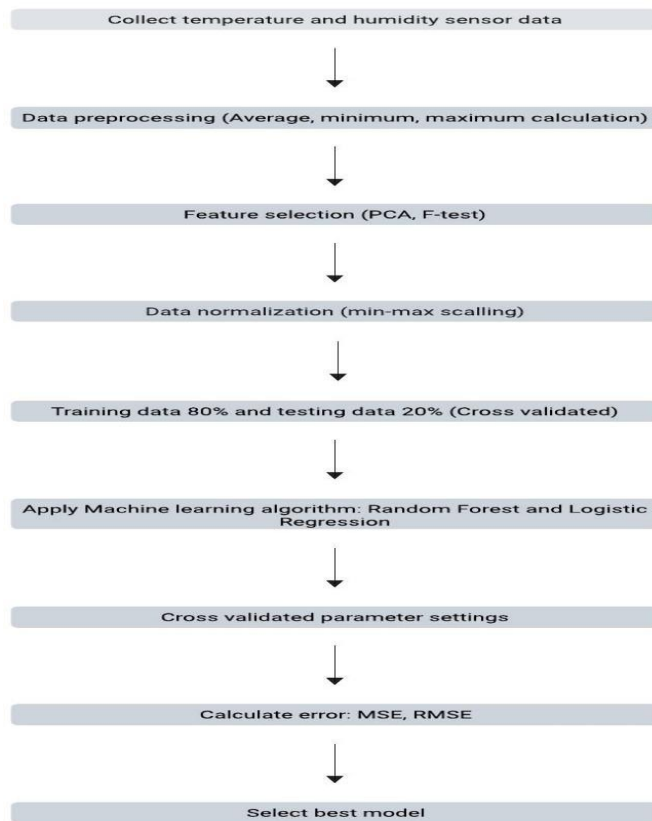 Collect temperature and humidity sensor data
Data preprocessing (Average, minimum, maximum calculation)
Feature selection (PCA, F-test)
Data normalization (min-max scalling)
Training data 80% and testing data 20% (Cross validated)
Apply Machine learning algorithm: Random Forest and Logistic
Regression
Cross validated parameter settings
Calculate error: MSE, RMSE
Select best model